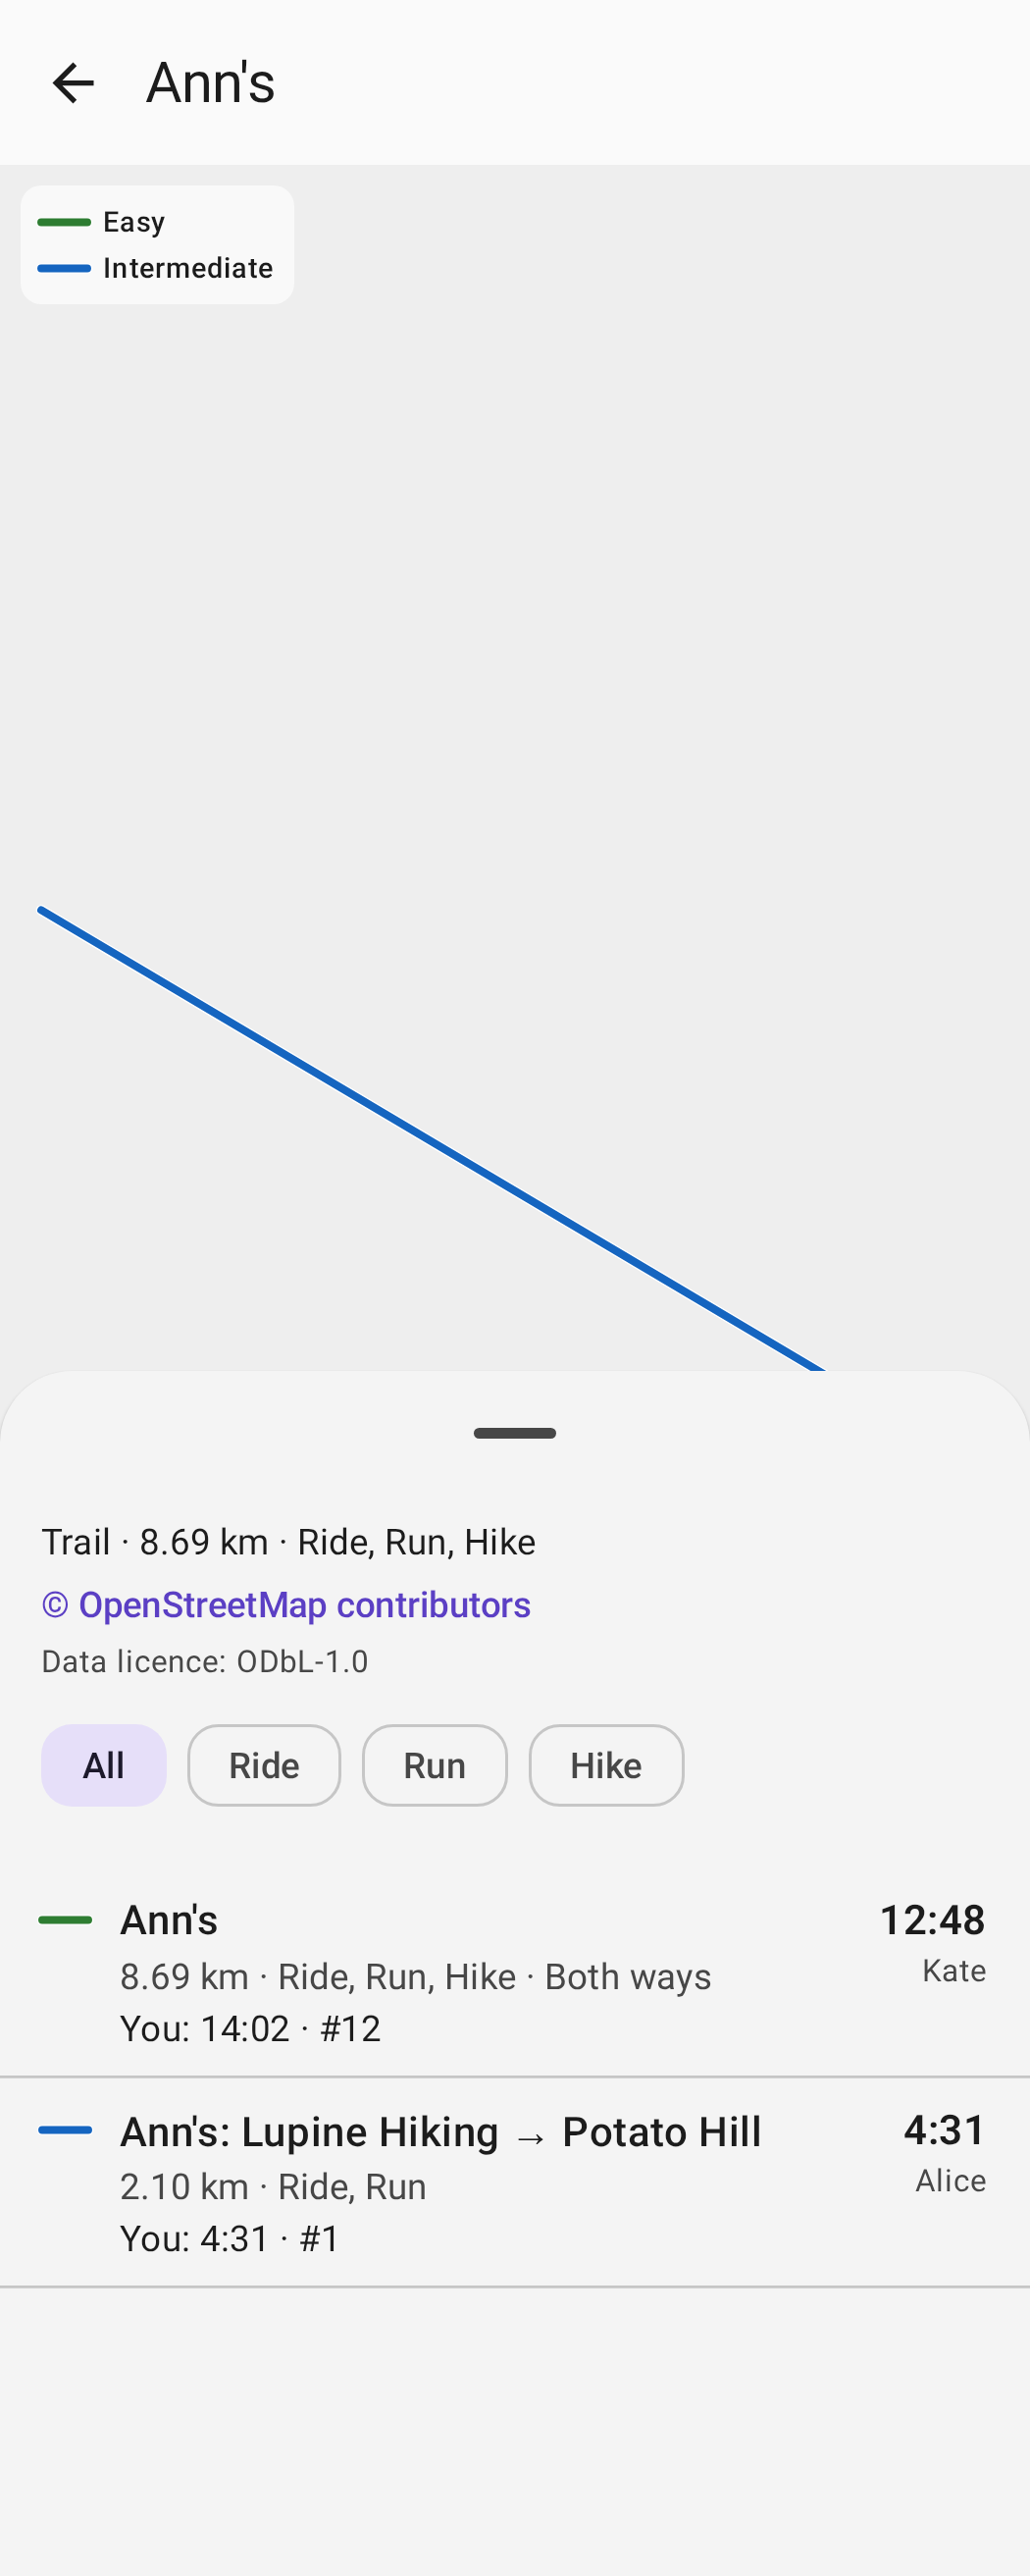 Ann's
Easy
Intermediate
Trail · 8.69 km · Ride, Run, Hike
© OpenStreetMap contributors
Data licence: ODbL-1.0
All Ride Run Hike
Ann's 12:48
8.69 km · Ride, Run, Hike · Both ways Kate
You: 14:02 · #12
Ann's: Lupine Hiking → Potato Hill 4:31
2.10 km · Ride, Run Alice
You: 4:31 · #1